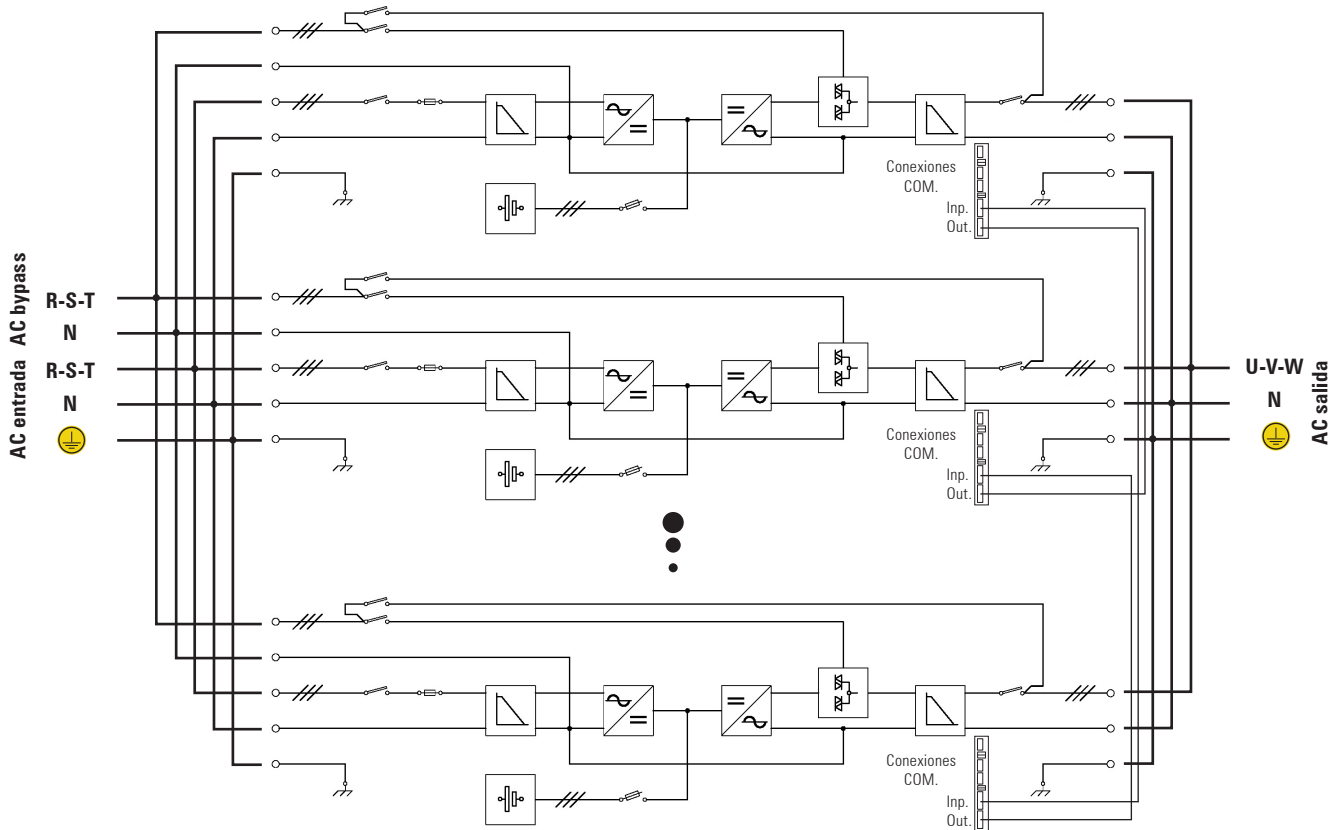 Conexiones
COM.
Inp.
Out.
AC bypass
R-S-T
N
AC entrada
R-S-T
N
U-V-W
N
AC salida
Conexiones
COM.
Inp.
Out.
Conexiones
COM.
Inp.
Out.